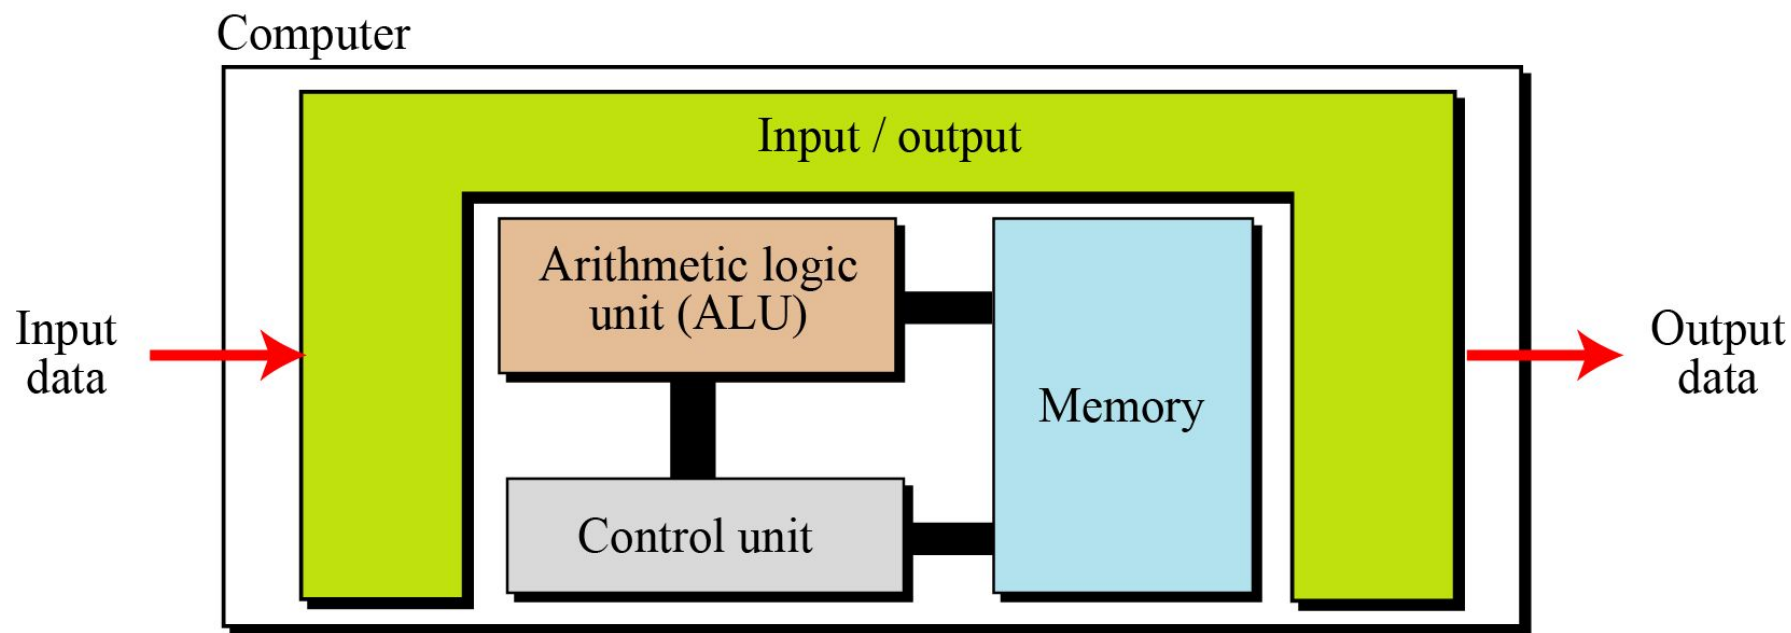 Computer
Input / output
Arithmetic logic
unit (ALU)
Input
data
Memory
Output
data
Control unit